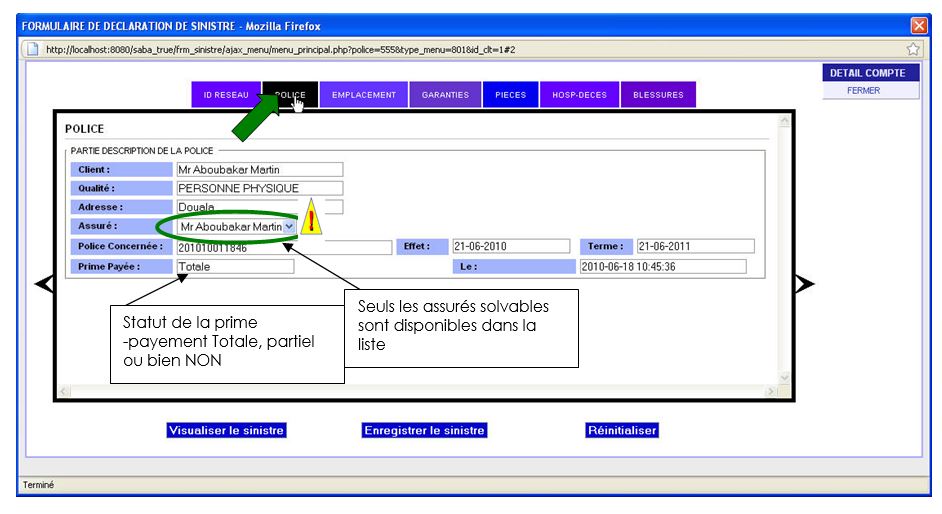 FORMULAIRE DE DECLARATION DE SINISTRE - Mozilla Firefox
http://localhost:8080/saba_true/frm_sinistre/ajax_menu/menu_principal.php?police=555&type_menu=801&id_clt=1#2
DETAIL COMPTE
FERMER
ID RESEAU POLICE EMPLACEMENT GARANTIES PIECES HOSP-DECES BLESSURES
POLICE
PARTIE DESCRIPTION DE LA POLICE
Client : Mr Aboubakar Martin
Qualité : PERSONNE PHYSIQUE
Adresse : Douala
Assuré : Mr Aboubakar Martin
Police Concernée : 201010011846 Effet : 21-06-2010 Terme : 21-06-2011
Prime Payée : Totale Le : 2010-06-18 10:45:36
Statut de la prime
-payement Totale, partiel
ou bien NON
Seuls les assurés solvables
sont disponibles dans la
liste
Visualiser le sinistre Enregistrer le sinistre Réinitialiser
Terminé